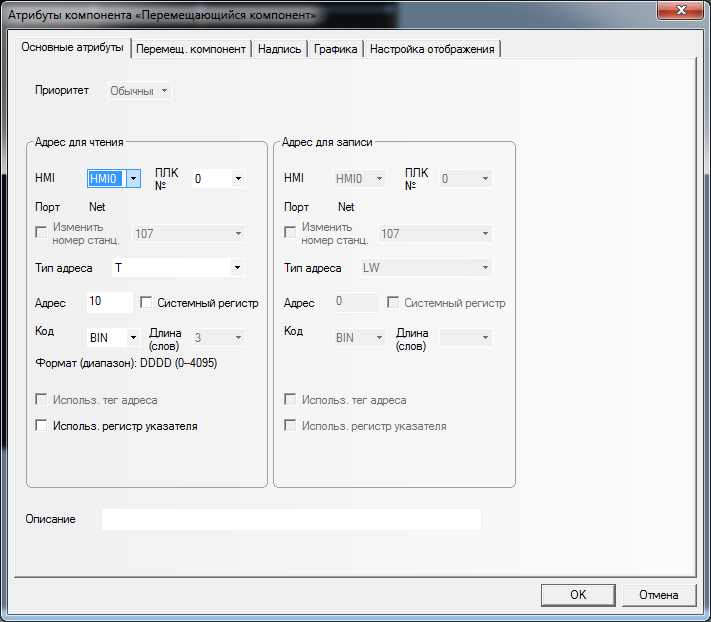 Атрибуты компонента «Перемещающийся компонент»
Основные атрибуты Перемещ. компонент Надпись Графика Настройка отображения
Приоритет Обычны
Адрес для чтения
HMI HMI0 ПЛК № 0
Порт Net
Изменить номер станц. 107
Тип адреса T
Адрес 10 Системный регистр
Код BIN Длина (слов) 3
Формат (диапазон): DDDD (0--4095)
Использ. тег адреса
Использ. регистр указателя
Адрес для записи
HMI HMI0 ПЛК № 0
Порт Net
Изменить номер станц. 107
Тип адреса LW
Адрес 0 Системный регистр
Код BIN Длина (слов)
Использ. тег адреса
Использ. регистр указателя
Описание
OK Отмена